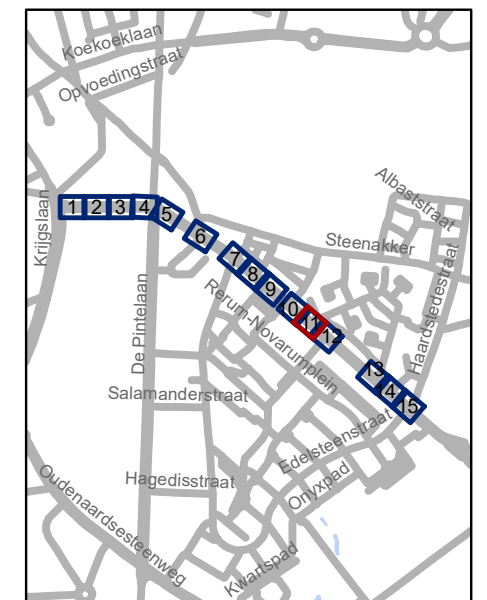 Koekoeklaan
Opvoedingstraat
Albaststraat
Krijgslaan
1 2 3 4 5
6
Steenakker
7
8
9
10
11
12
De Pintelaan
Rerum-Novarumplein
Haardstedestraat
13
14
15
Salamanderstraat
Edelsteenstraat
Hagedisstraat
Onyxpad
Oudenaardsesteenweg
Kwartspad